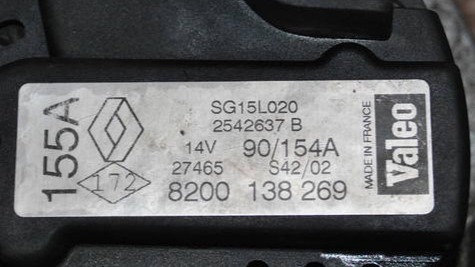 155A
172
SG15L020
2542637 B
14V 90/154A
27465 S42/02
8200 138 269
MADE IN FRANCE
Valeo